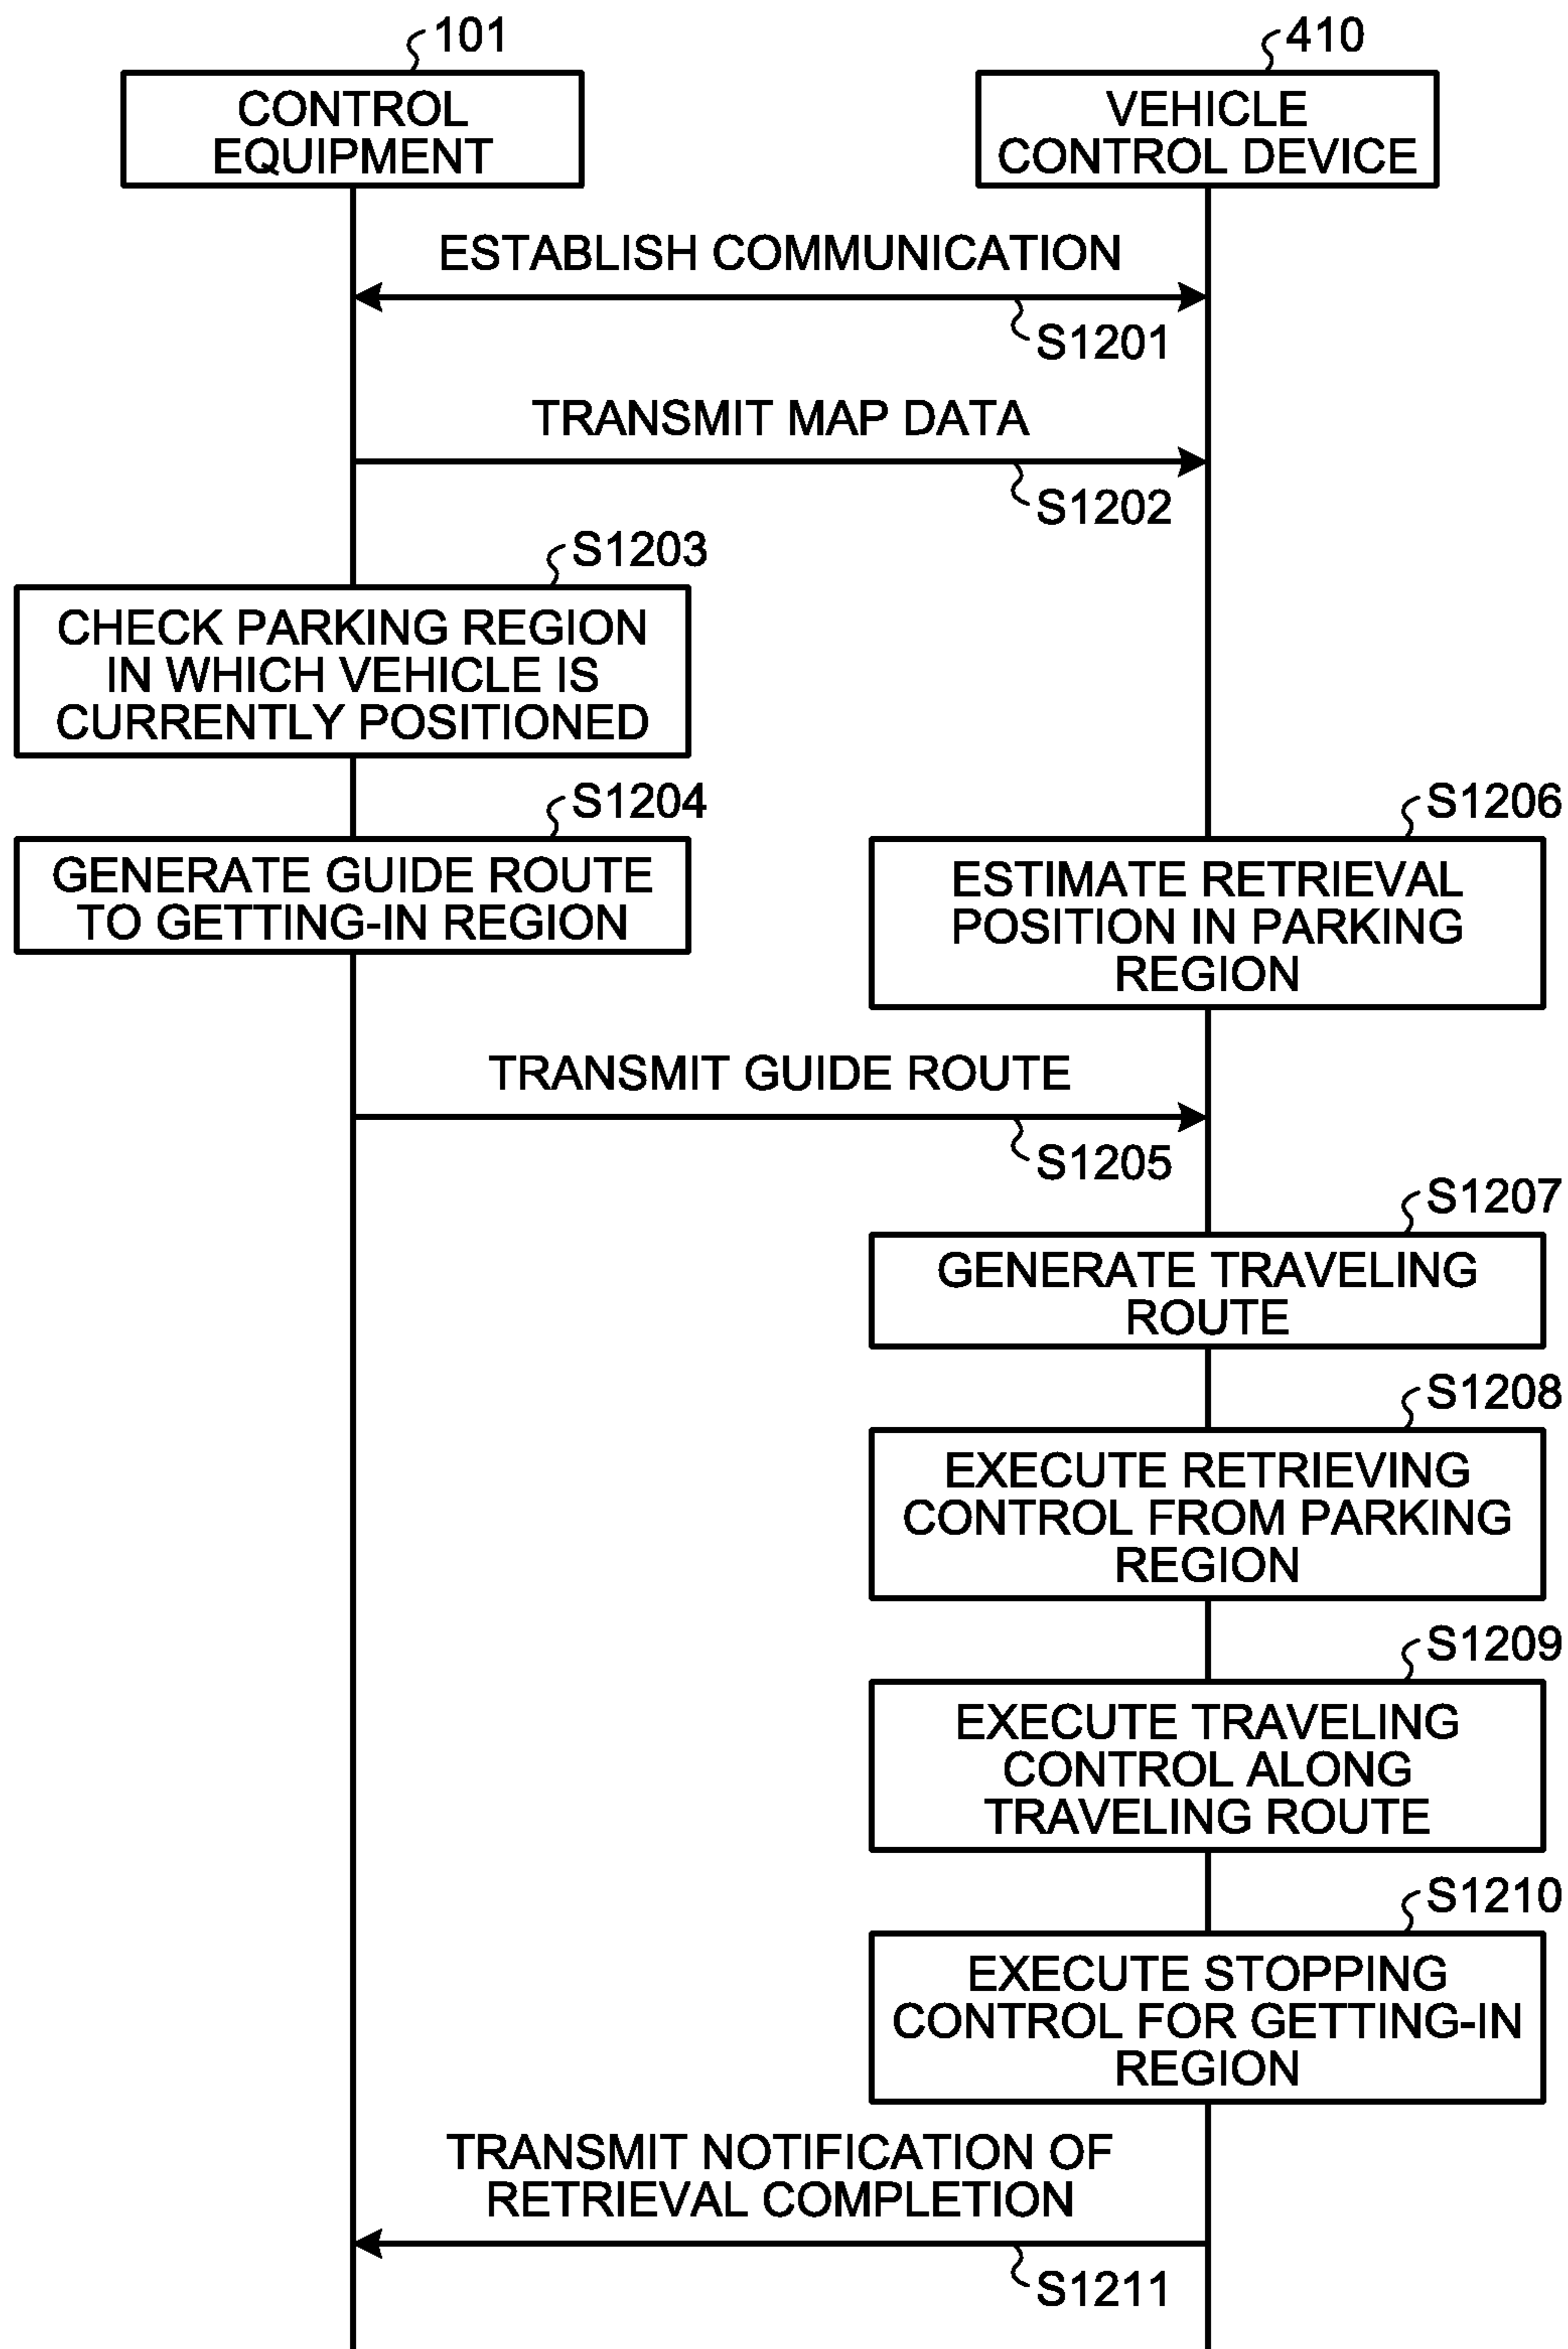 101
410
CONTROL
EQUIPMENT
VEHICLE
CONTROL DEVICE
ESTABLISH COMMUNICATION
S1201
TRANSMIT MAP DATA
S1202
S1203
CHECK PARKING REGION
IN WHICH VEHICLE IS
CURRENTLY POSITIONED
S1204
GENERATE GUIDE ROUTE
TO GETTING-IN REGION
S1206
ESTIMATE RETRIEVAL
POSITION IN PARKING
REGION
TRANSMIT GUIDE ROUTE
S1205
S1207
GENERATE TRAVELING
ROUTE
S1208
EXECUTE RETRIEVING
CONTROL FROM PARKING
REGION
S1209
EXECUTE TRAVELING
CONTROL ALONG
TRAVELING ROUTE
S1210
EXECUTE STOPPING
CONTROL FOR GETTING-IN
REGION
TRANSMIT NOTIFICATION OF
RETRIEVAL COMPLETION
S1211